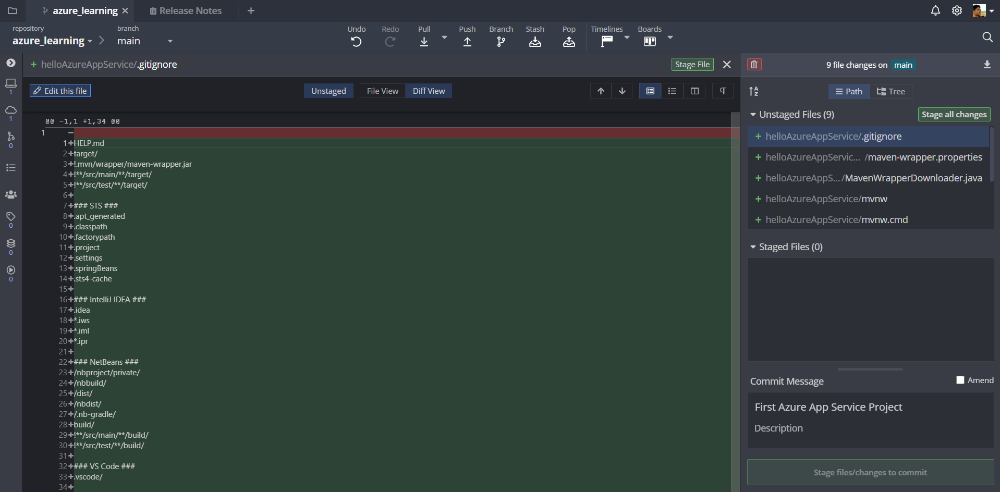 azure_learning
Release Notes
repository
azure_learning
branch
main
Undo
Redo
Pull
Push
Branch
Stash
Pop
Timelines
Boards
helloAzureAppService/.gitignore
Stage File
9 file changes on main
Edit this file
Unstaged
File View
Diff View
Path
Tree
1
1
0
0
0
0
@@ -1,1 +1,34 @@
1 -
1+HELP.md
2+target/
3+!.mvn/wrapper/maven-wrapper.jar
4+!**/src/main/**/target/
5+!**/src/test/**/target/
6+
7+### STS ###
8+.apt_generated
9+.classpath
10+.factorypath
11+.project
12+.settings
13+.springBeans
14+.sts4-cache
15+
16+### IntelliJ IDEA ###
17+.idea
18+*.iws
19+*.iml
20+*.ipr
21+
22+### NetBeans ###
23+/nbproject/private/
24+/nbbuild/
25+/dist/
26+/nbdist/
27+/.nb-gradle/
28+build/
29+!**/src/main/**/build/
30+!**/src/test/**/build/
31+
32+### VS Code ###
33+.vscode/
34+
Unstaged Files (9)
Stage all changes
+ helloAzureAppService/.gitignore
+ helloAzureAppServic... /maven-wrapper.properties
+ helloAzureAppS.../MavenWrapperDownloader.java
+ helloAzureAppService/mvnw
+ helloAzureAppService/mvnw.cmd
Staged Files (0)
Commit Message
Amend
First Azure App Service Project
Description
Stage files/changes to commit